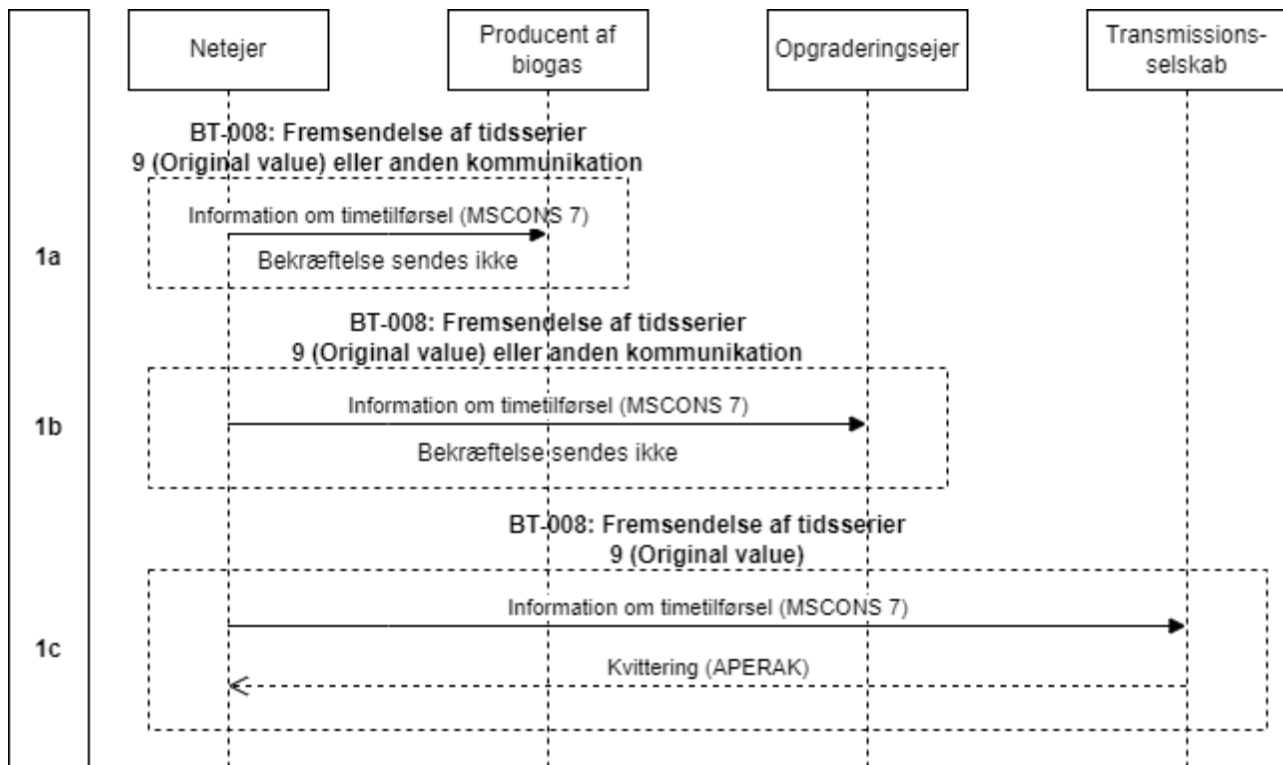 Netejer
Producent af
biogas
Opgraderingsejer
Transmissions-
selskab
BT-008: Fremsendelse af tidsserier
9 (Original value) eller anden kommunikation
Information om timetilførsel (MSCONS 7)
1a
Bekræftelse sendes ikke
BT-008: Fremsendelse af tidsserier
9 (Original value) eller anden kommunikation
Information om timetilførsel (MSCONS 7)
1b
Bekræftelse sendes ikke
BT-008: Fremsendelse af tidsserier
9 (Original value)
Information om timetilførsel (MSCONS 7)
1c
Kvittering (APERAK)